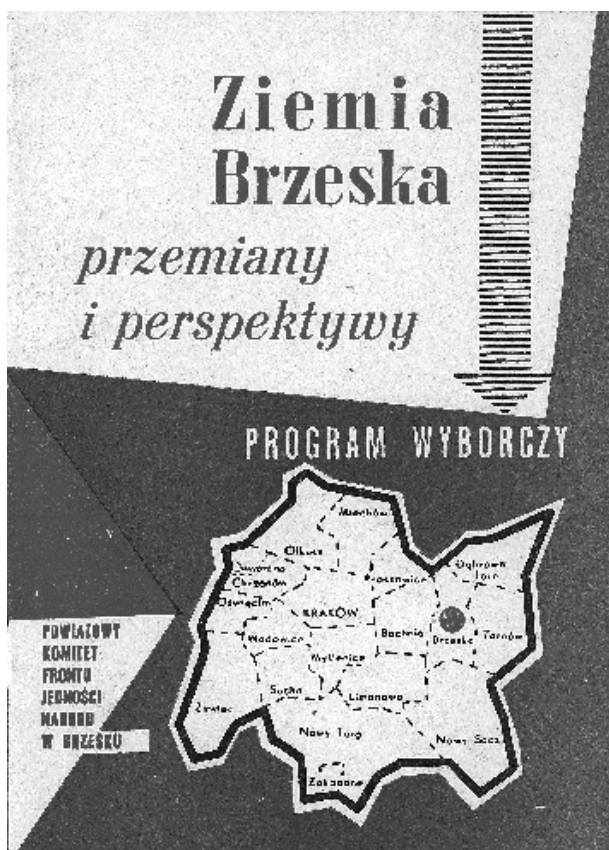 Ziemia
Brzeska
przemiany
i perspektywy
PROGRAM WYBORCZY
Miechów
Olkusz
Jaworzno
Chrzanów
Oświęcim
KRAKÓW
Proszowice
Dąbrowa
Tarn.
Wadowice
Bochnia
Brzesko
Tarnów
Myślenice
Sucha
Limanowa
Żywiec
Nowy Targ
Nowy Sącz
Zakopane
POWIATOWY
KOMITET
FRONTU
JEDNOŚCI
NARODU
W BRZESKU